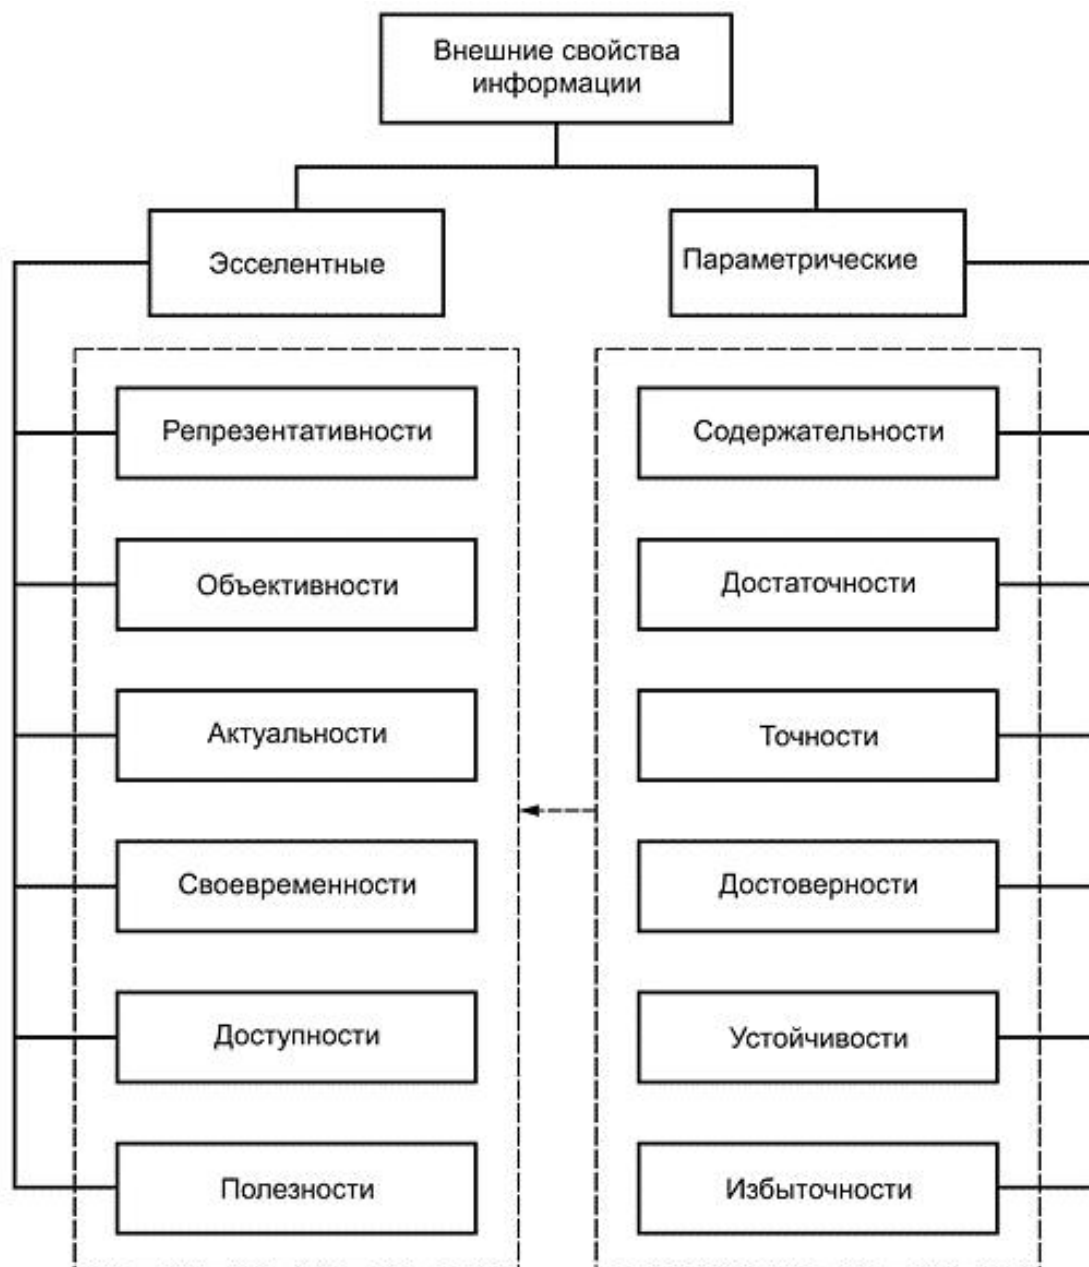 Внешние свойства
информации
Эсселентные
Параметрические
Репрезентативности
Содержательности
Объективности
Достаточности
Актуальности
Точности
Своевременности
Достоверности
Доступности
Устойчивости
Полезности
Избыточности